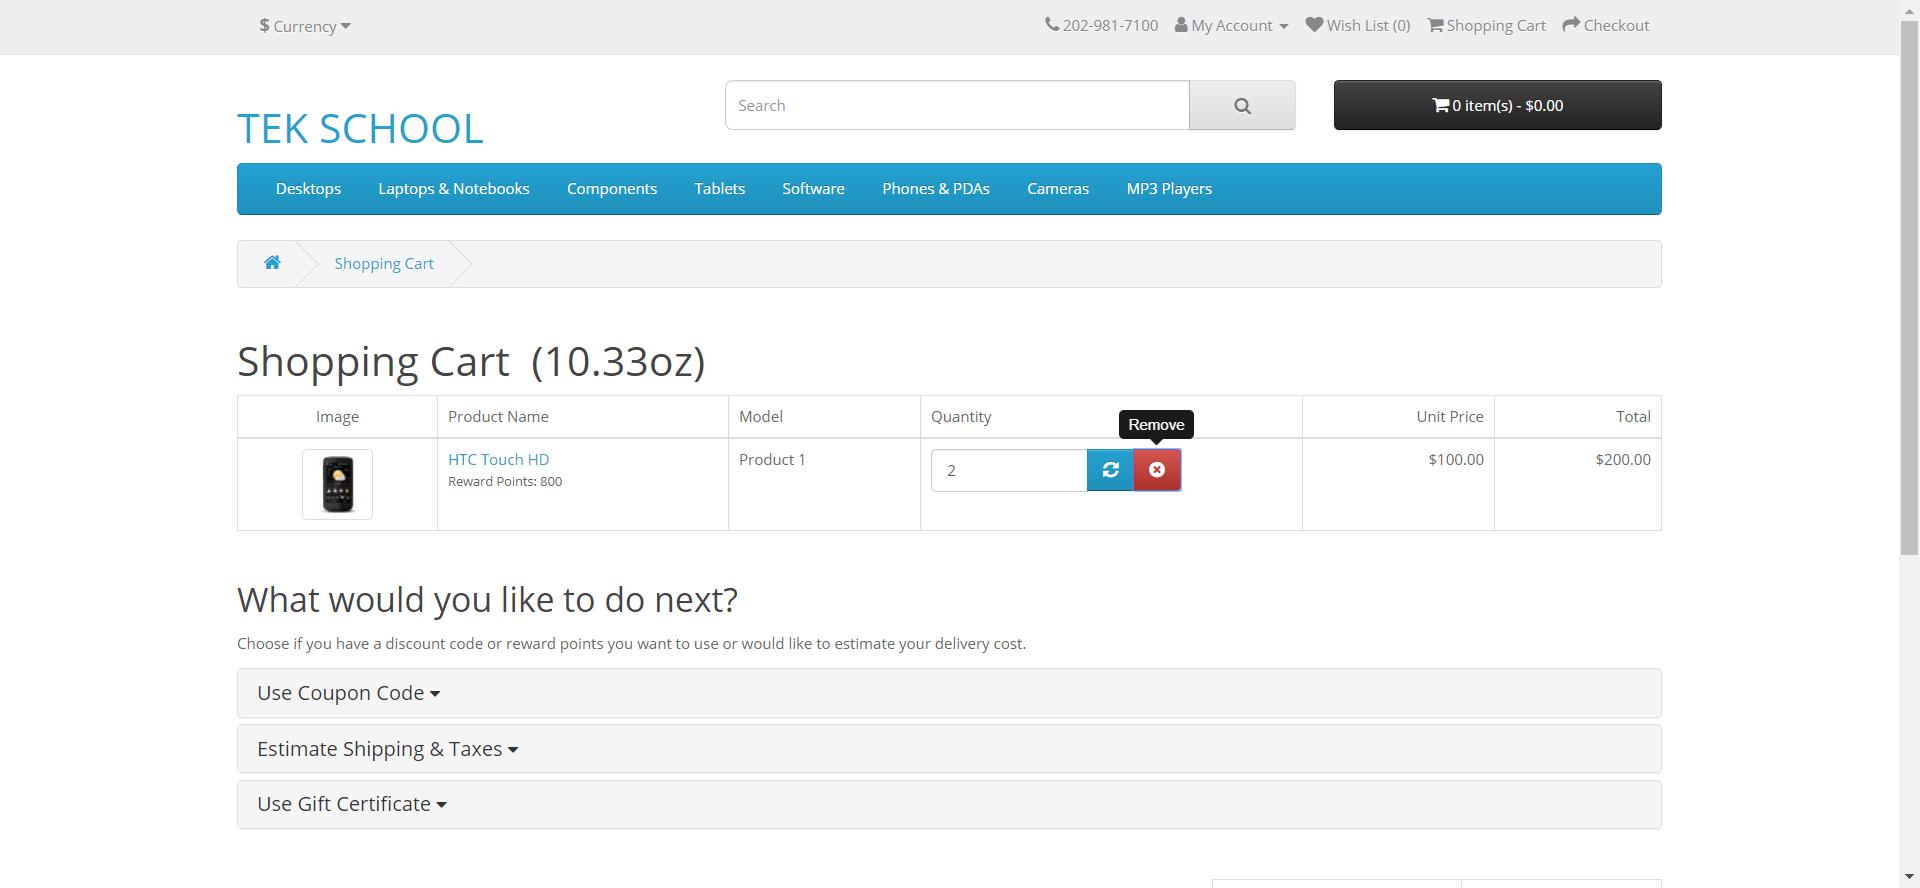 $ Currency
202-981-7100 My Account Wish List (0) Shopping Cart Checkout
TEK SCHOOL
Search
0 item(s) - $0.00
Desktops Laptops & Notebooks Components Tablets Software Phones & PDAs Cameras MP3 Players
Shopping Cart
Shopping Cart (10.33oz)
Image Product Name Model Quantity Unit Price Total
Remove
HTC Touch HD Product 1 2 $100.00 $200.00
Reward Points: 800
What would you like to do next?
Choose if you have a discount code or reward points you want to use or would like to estimate your delivery cost.
Use Coupon Code
Estimate Shipping & Taxes
Use Gift Certificate